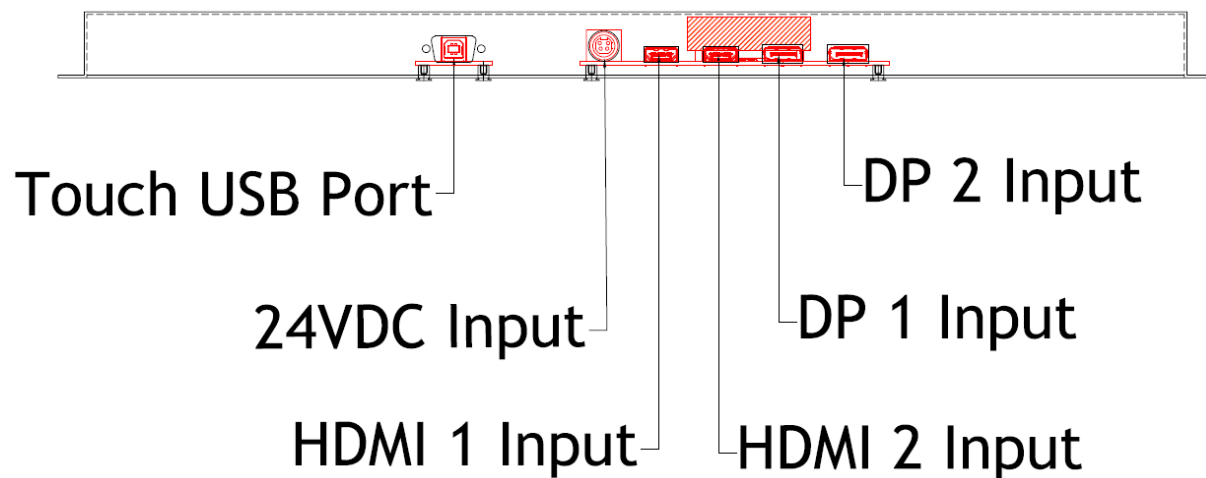 Touch USB Port
DP 2 Input
24VDC Input
DP 1 Input
HDMI 1 Input
HDMI 2 Input